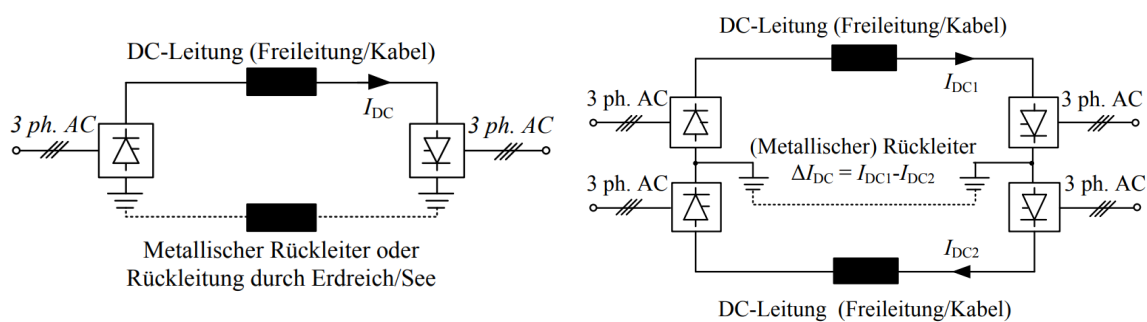 DC-Leitung (Freileitung/Kabel)
I_DC
3 ph. AC
3 ph. AC
Metallischer Rückleiter oder
Rückleitung durch Erdreich/See
DC-Leitung (Freileitung/Kabel)
I_DC1
3 ph. AC
3 ph. AC
(Metallischer) Rückleiter
ΔI_DC = I_DC1-I_DC2
3 ph. AC
3 ph. AC
I_DC2
DC-Leitung (Freileitung/Kabel)